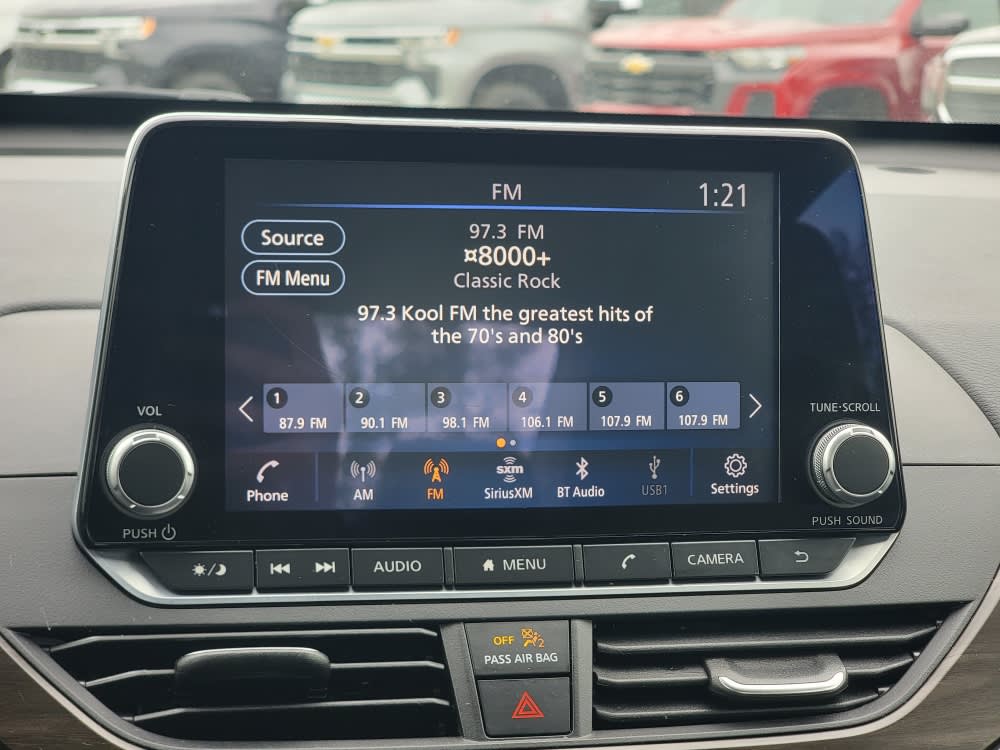 FM 1:21
Source
FM Menu
97.3 FM
¤8000+
Classic Rock
97.3 Kool FM the greatest hits of
the 70's and 80's
1 2 3 4 5 6
87.9 FM 90.1 FM 98.1 FM 106.1 FM 107.9 FM 107.9 FM
Phone AM FM SiriusXM BT Audio USB1 Settings
sxm
VOL
PUSH
TUNE·SCROLL
PUSH SOUND
AUDIO MENU CAMERA
OFF 2
PASS AIR BAG